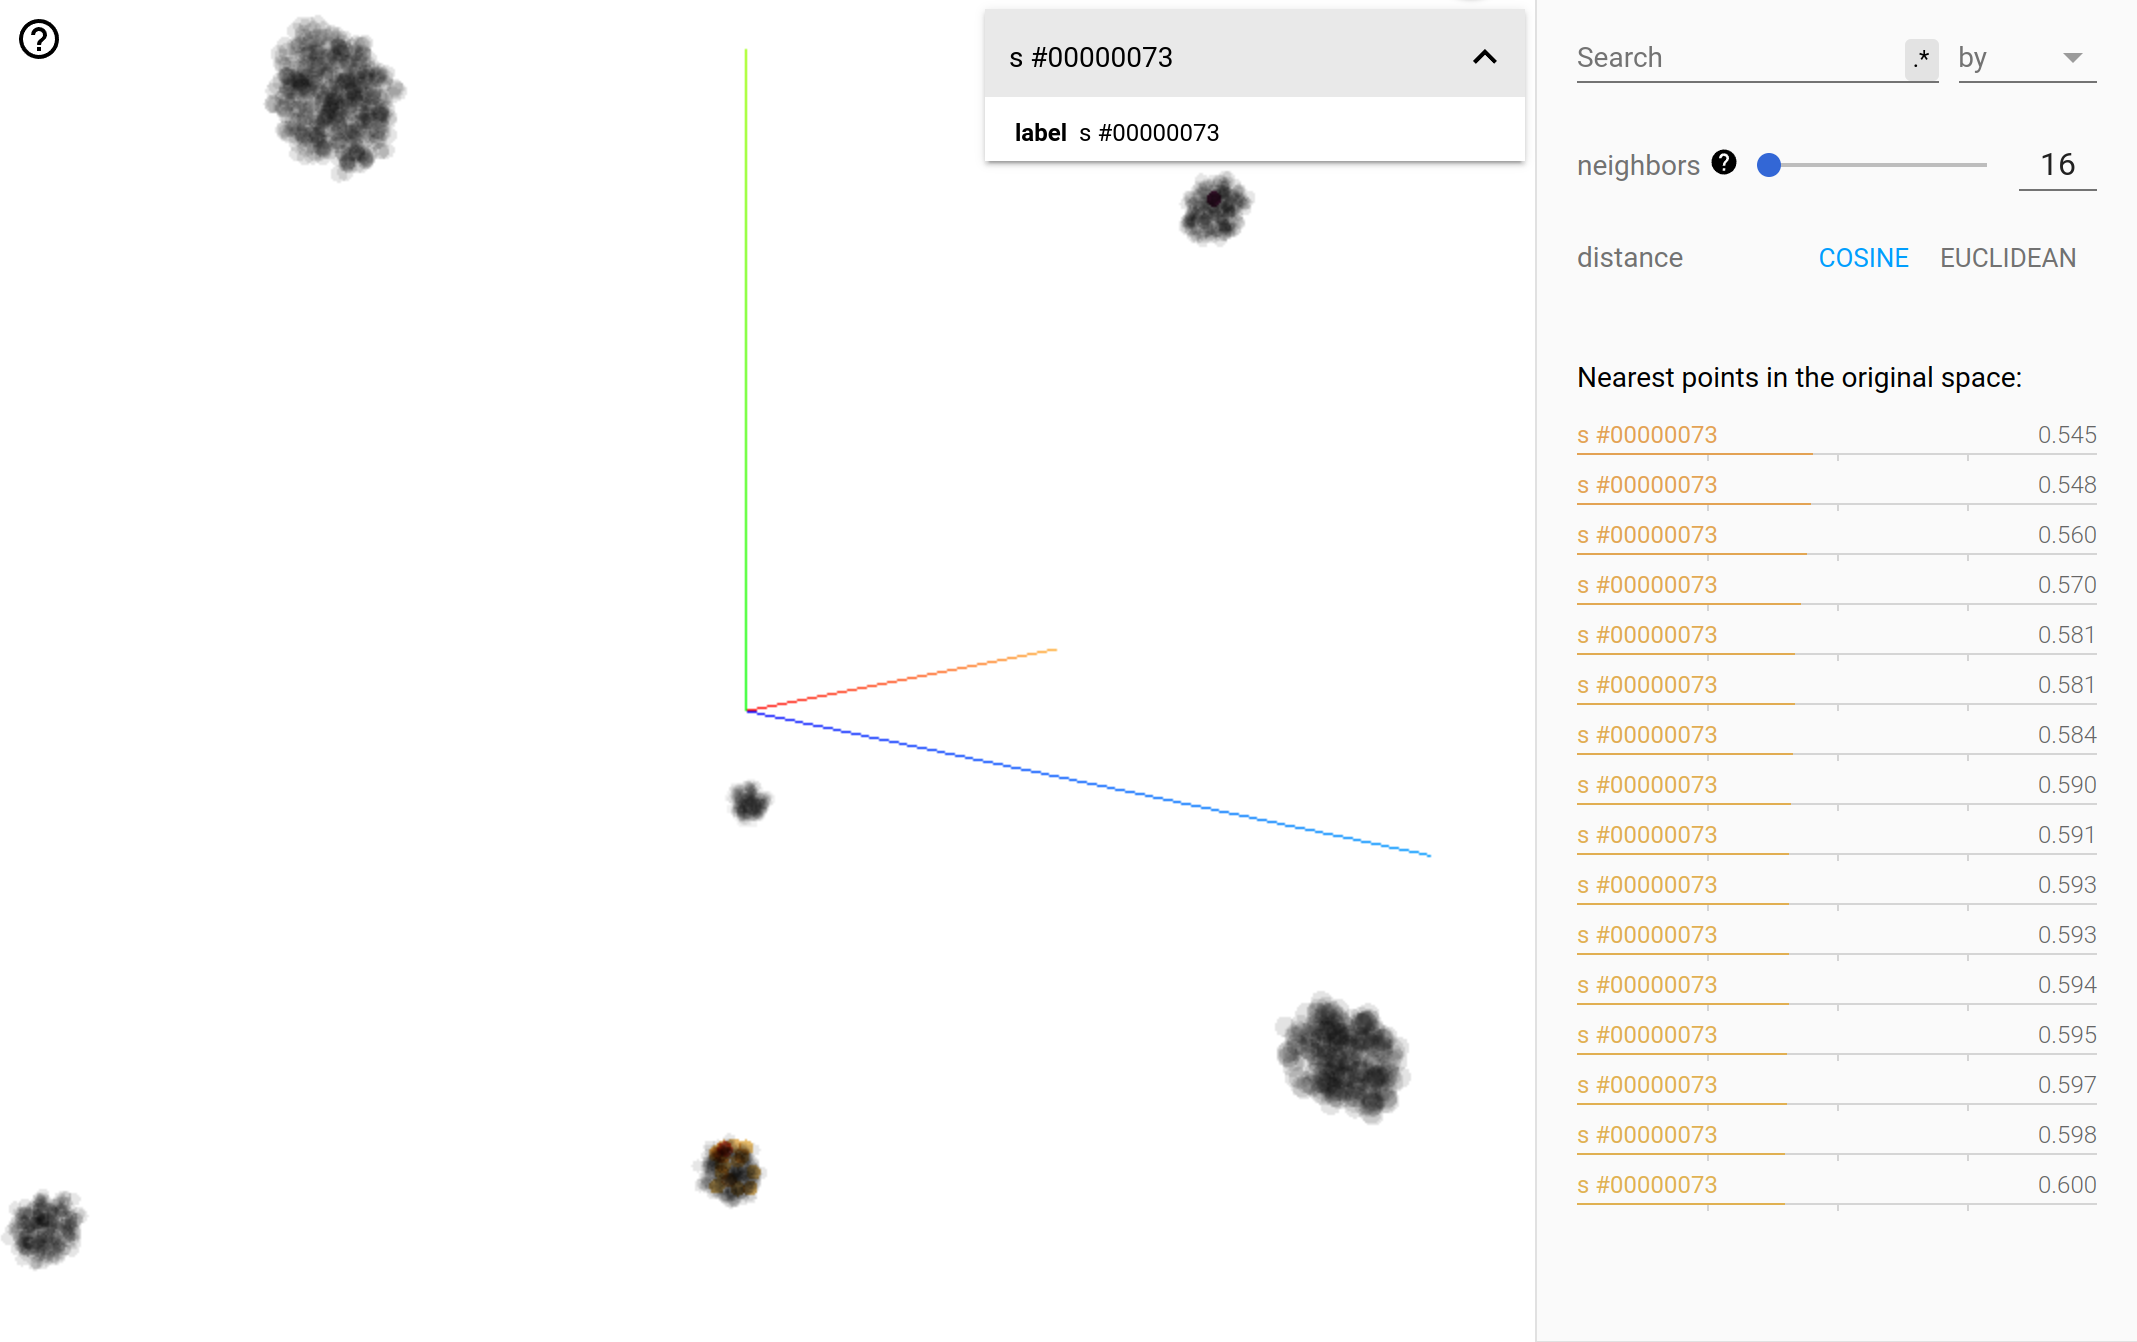 s #00000073
label s #00000073
Search .* by
neighbors ? 16
distance COSINE EUCLIDEAN
Nearest points in the original space:
s #00000073 0.545
s #00000073 0.548
s #00000073 0.560
s #00000073 0.570
s #00000073 0.581
s #00000073 0.581
s #00000073 0.584
s #00000073 0.590
s #00000073 0.591
s #00000073 0.593
s #00000073 0.593
s #00000073 0.594
s #00000073 0.595
s #00000073 0.597
s #00000073 0.598
s #00000073 0.600